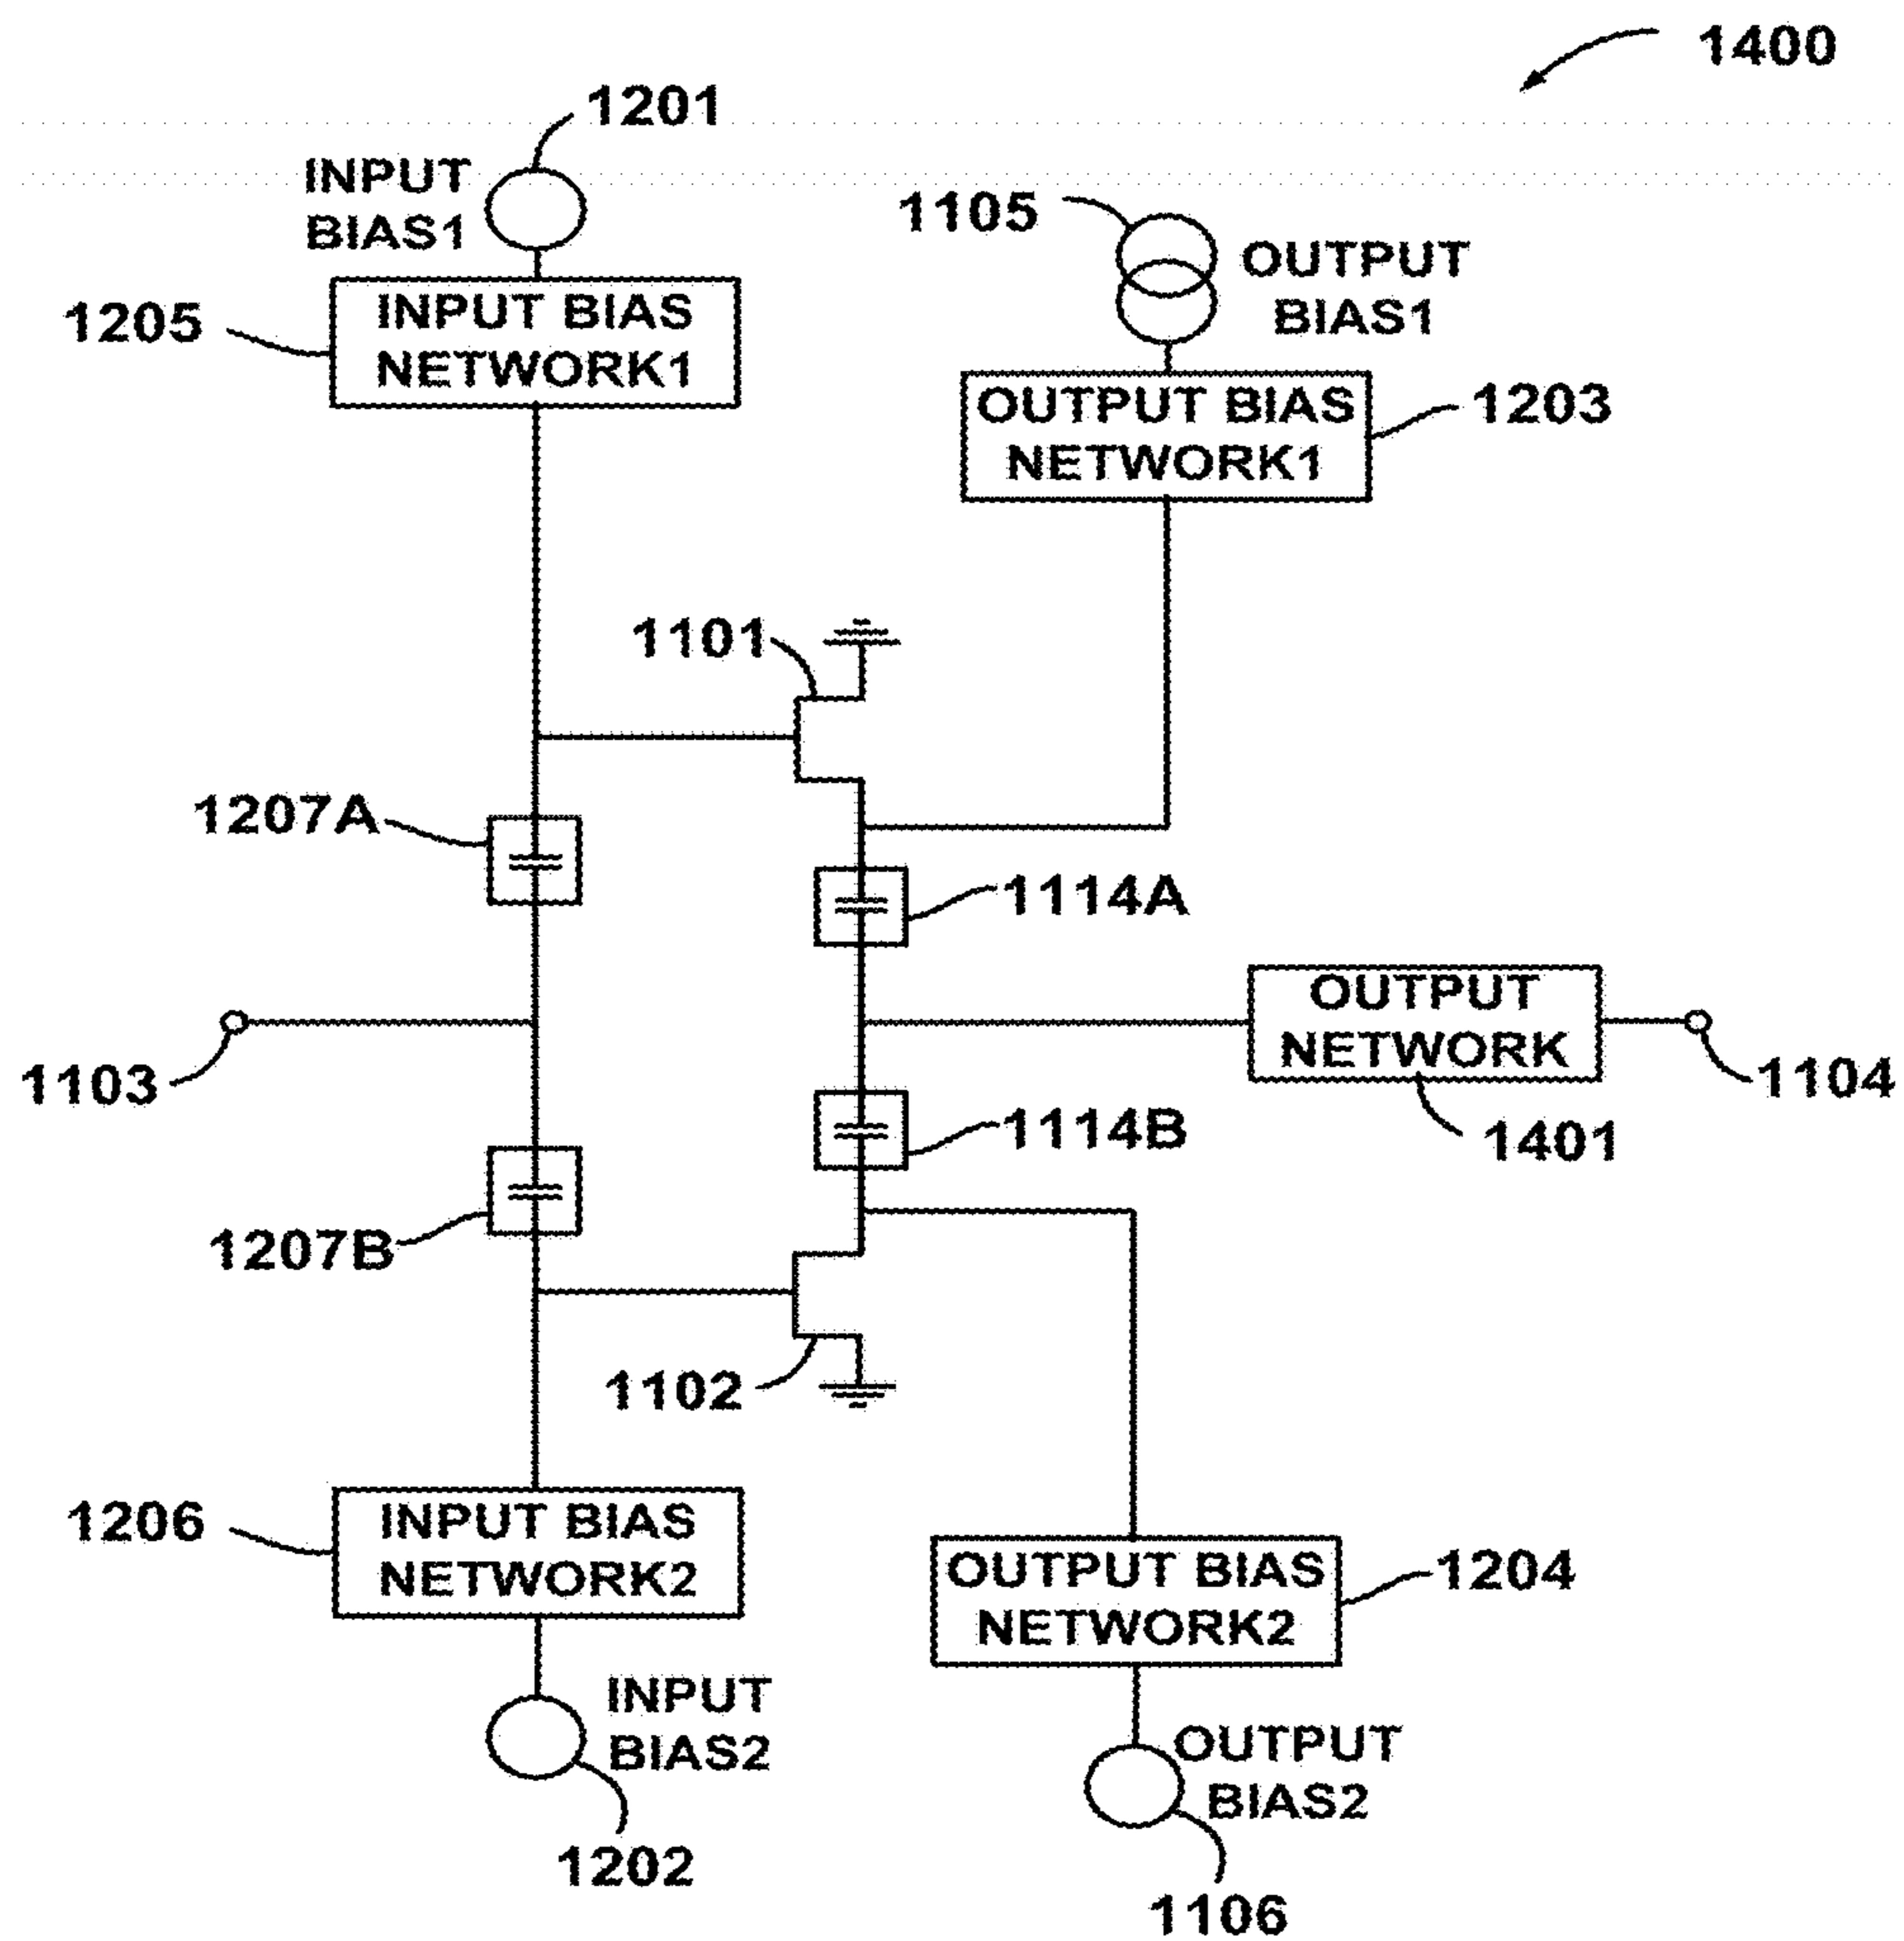 1400
1201
INPUT
BIAS1
1105
OUTPUT
BIAS1
1205
INPUT BIAS
NETWORK1
OUTPUT BIAS
NETWORK1
1203
1101
1207A
1114A
OUTPUT
NETWORK
1103
1104
1114B
1401
1207B
1102
1206
INPUT BIAS
NETWORK2
OUTPUT BIAS
NETWORK2
1204
INPUT
BIAS2
OUTPUT
BIAS2
1202
1106